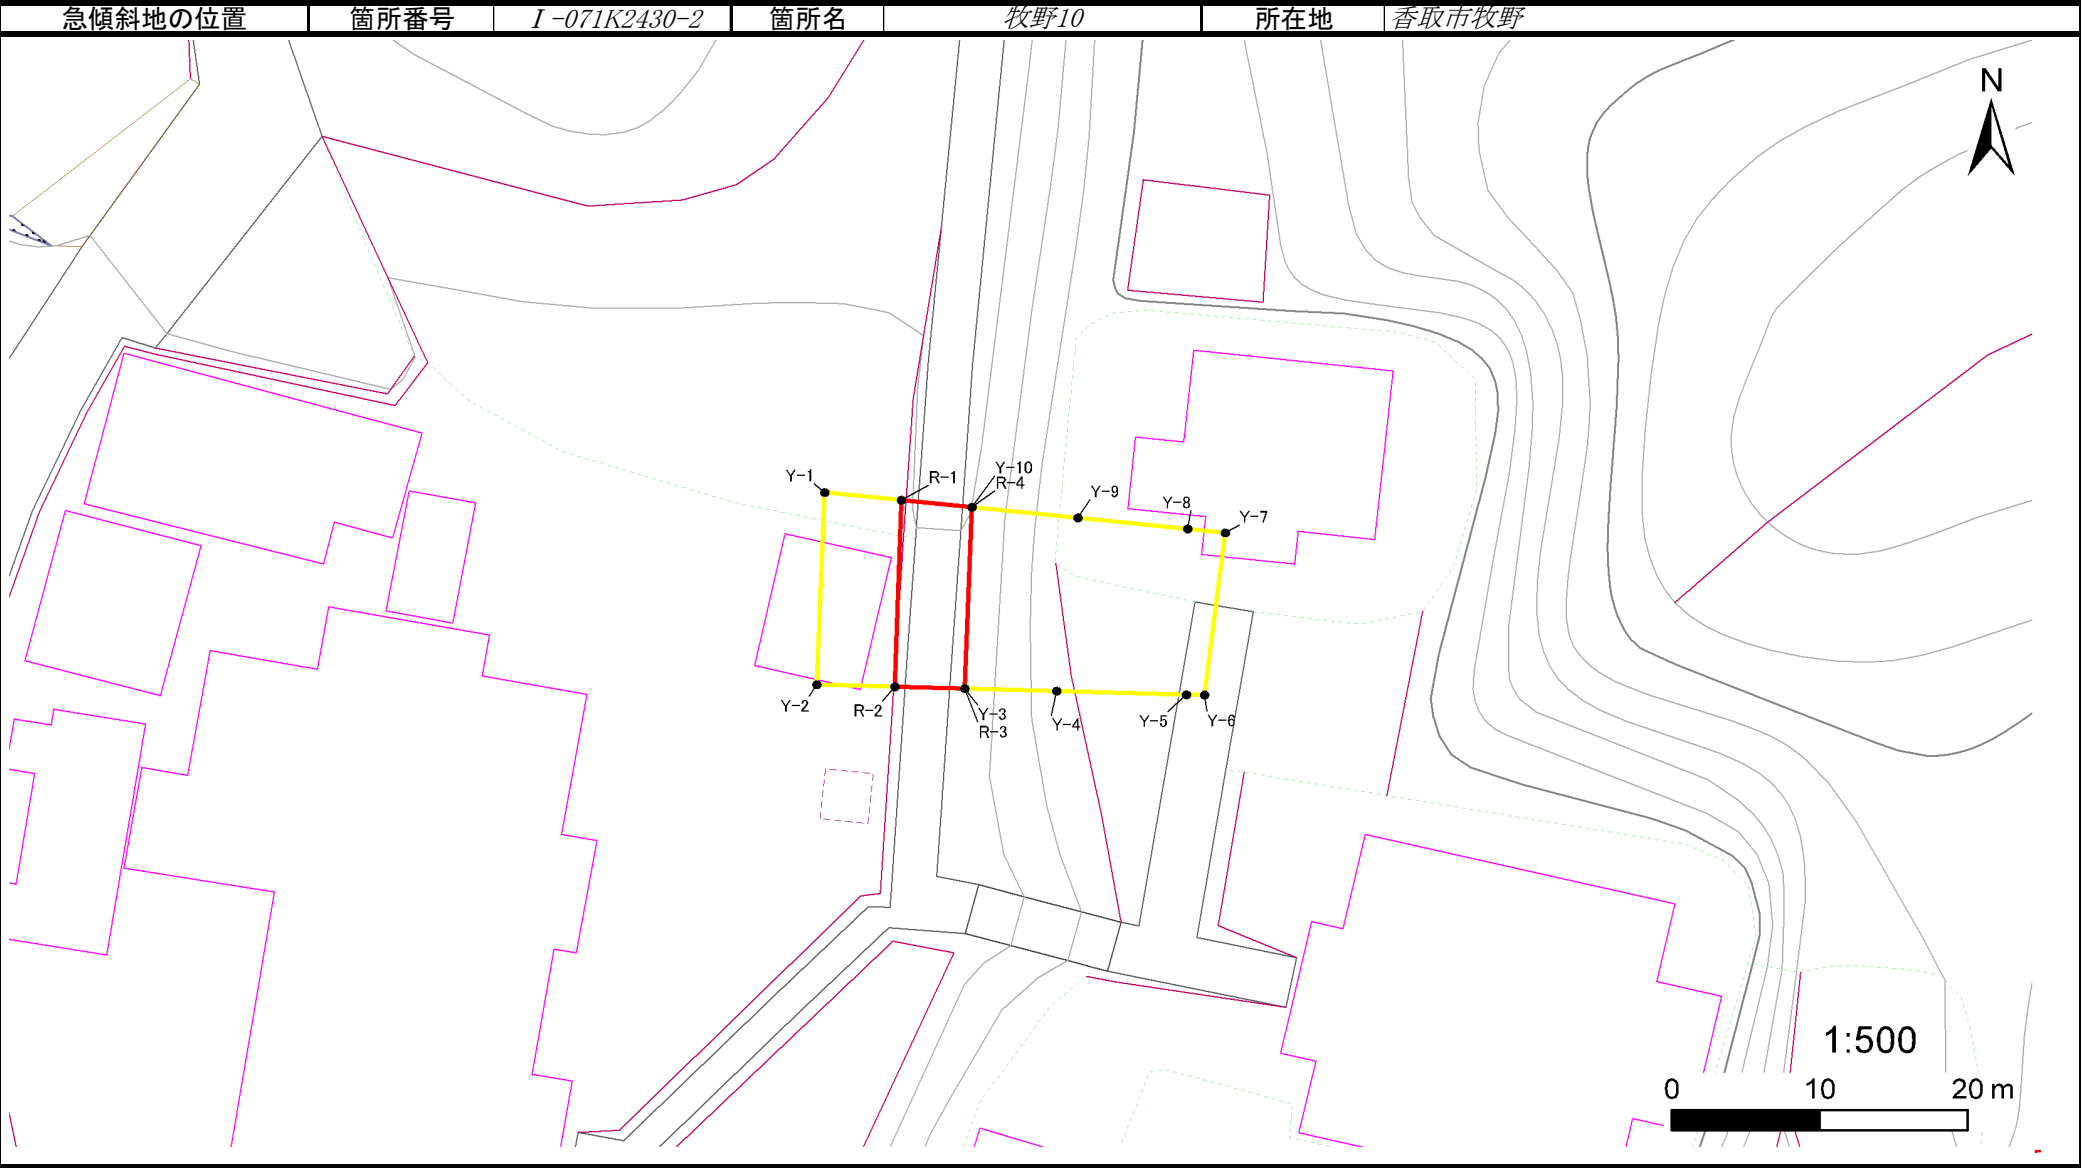 急傾斜地の位置 箇所番号 Ⅰ-071K2430-2 箇所名 牧野10 所在地 香取市牧野
N
Y-1
R-1
Y-10
R-4
Y-9
Y-8
Y-7
Y-2
R-2
Y-3
R-3
Y-4
Y-5
Y-6
1:500
0 10 20 m